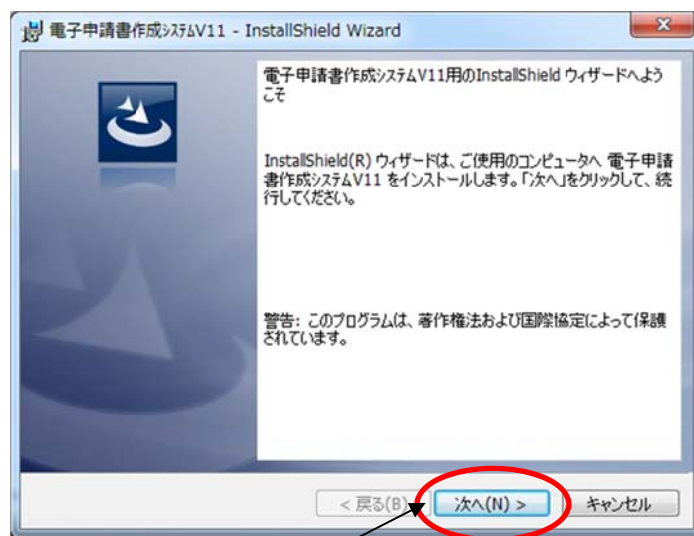 電子申請書作成ｼｽﾃﾑV11 - InstallShield Wizard
電子申請書作成ｼｽﾃﾑV11用のInstallShield ウィザードへよう
こそ
InstallShield(R) ウィザードは、ご使用のコンピュータへ 電子申請
書作成ｼｽﾃﾑV11 をインストールします。「次へ」をクリックして、続
行してください。
警告: このプログラムは、著作権法および国際協定によって保護
されています。
< 戻る(B) 次へ(N) > キャンセル